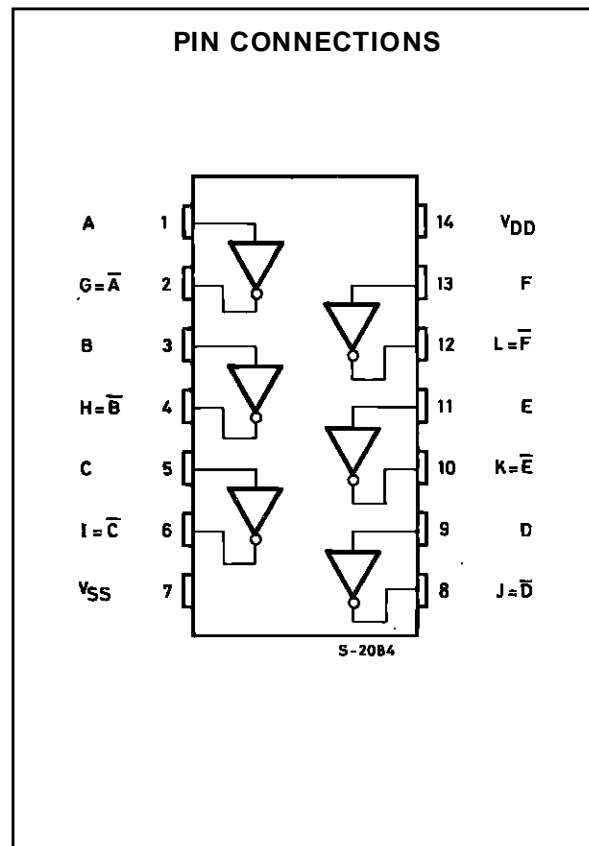 PIN CONNECTIONS
A 1 14 VDD
G=A̅ 2 13 F
B 3 12 L=F̅
H=B̅ 4 11 E
C 5 10 K=E̅
I=C̅ 6 9 D
VSS 7 8 J=D̅
S-2084